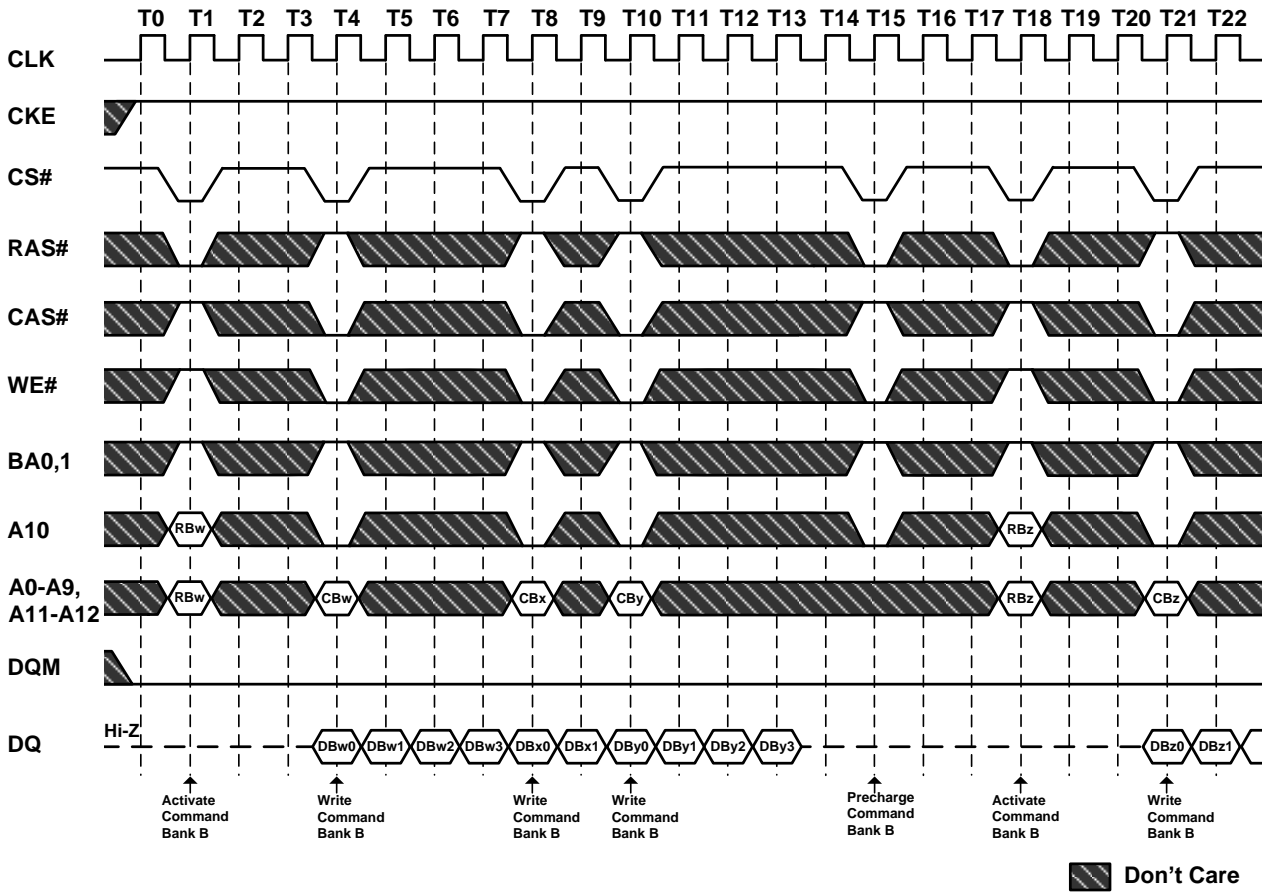 T0 T1 T2 T3 T4 T5 T6 T7 T8 T9 T10 T11 T12 T13 T14 T15 T16 T17 T18 T19 T20 T21 T22
CLK
CKE
CS#
RAS#
CAS#
WE#
BA0,1
A10 RBw RBz
A0-A9,
A11-A12 RBw CBw CBx CBy RBz CBz
DQM
Hi-Z
DQ DBw0 DBw1 DBw2 DBw3 DBx0 DBx1 DBy0 DBy1 DBy2 DBy3 DBz0 DBz1
Activate
Command
Bank B
Write
Command
Bank B
Write
Command
Bank B
Write
Command
Bank B
Precharge
Command
Bank B
Activate
Command
Bank B
Write
Command
Bank B
Don't Care